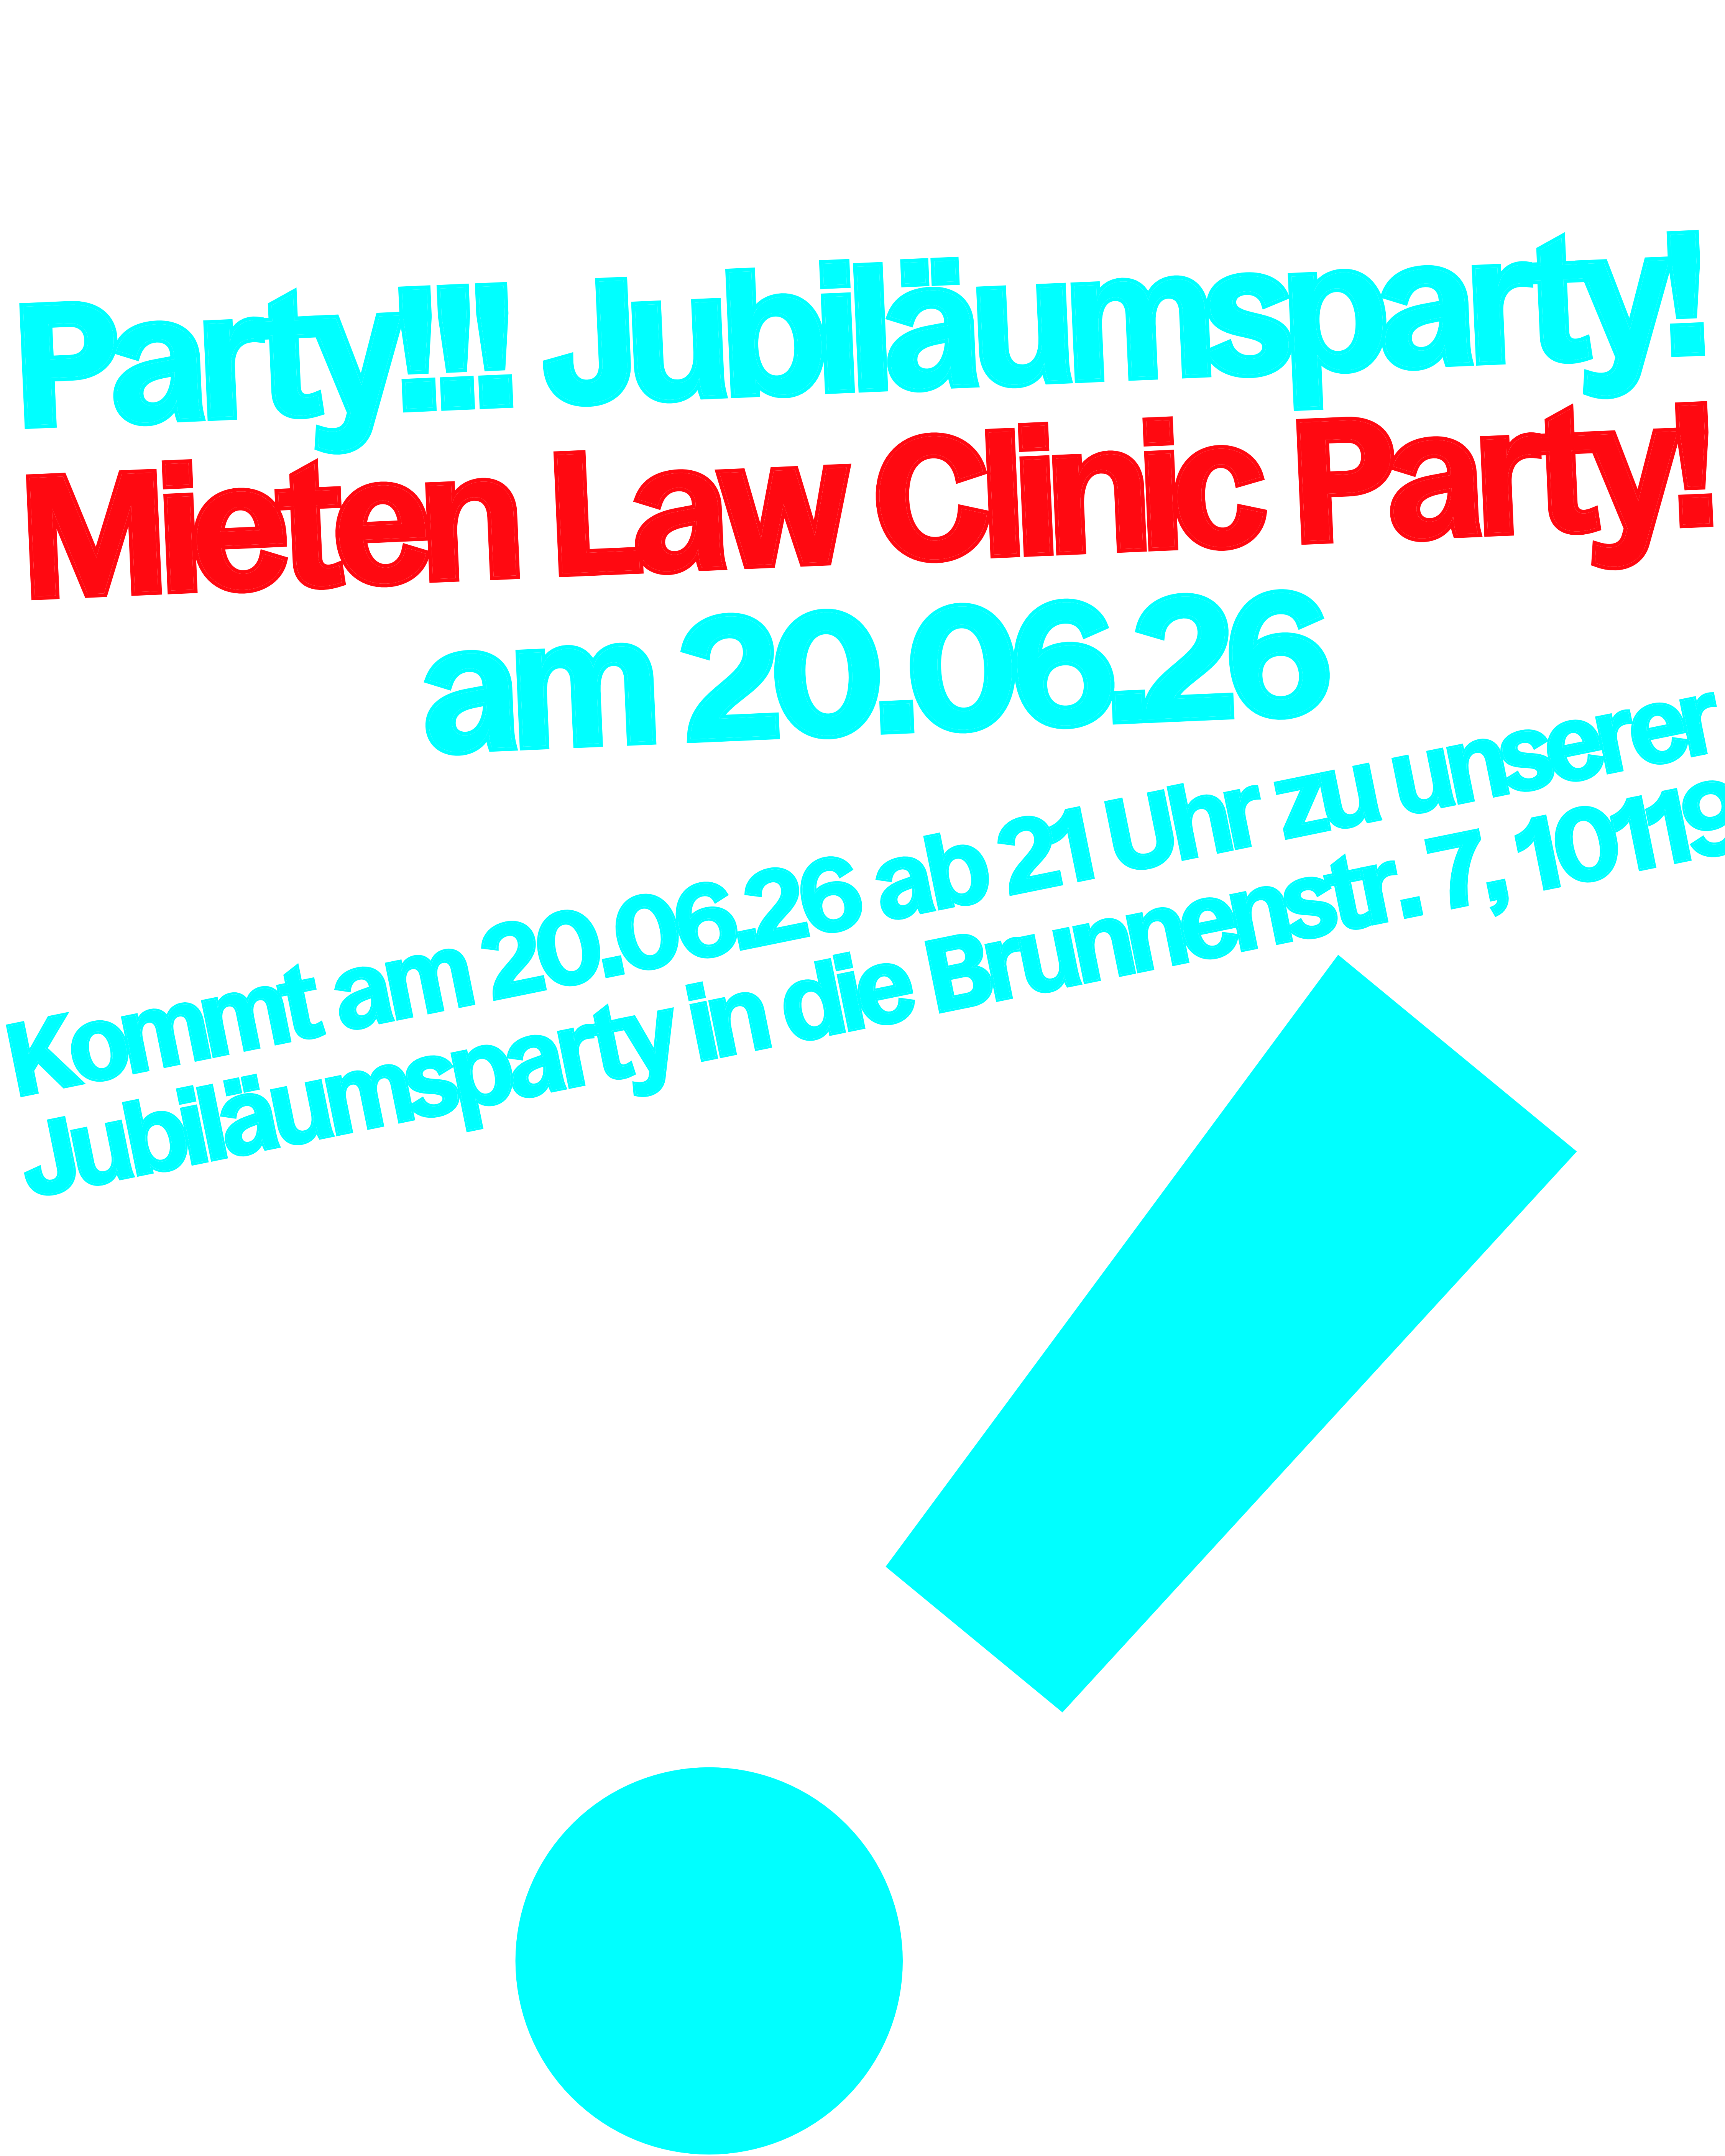 Party!!! Jubiläumsparty!
Mieten Law Clinic Party!
am 20.06.26
Kommt am 20.06.26 ab 21 Uhr zu unserer
Jubiläumsparty in die Brunnenstr. 7, 10119